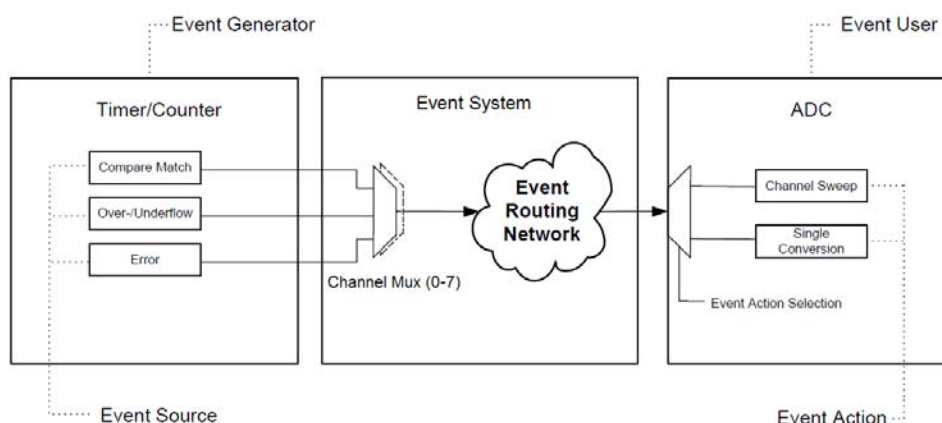 Event Generator
Event User
Timer/Counter
Event System
ADC
Compare Match
Over-/Underflow
Error
Channel Mux (0-7)
Event
Routing
Network
Channel Sweep
Single
Conversion
Event Action Selection
Event Source
Event Action